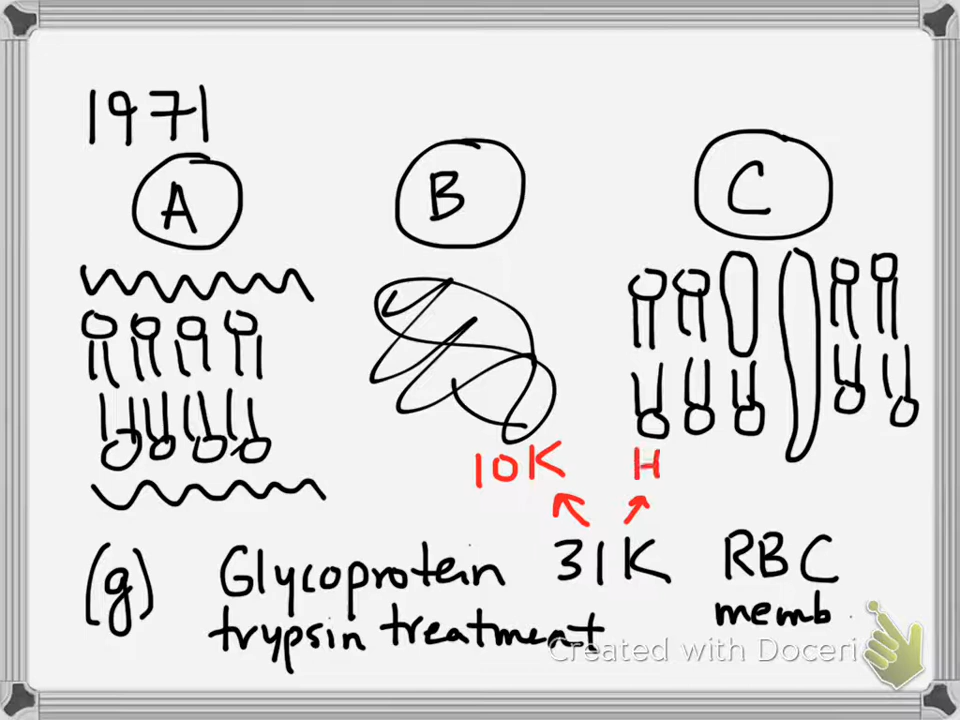 1971
A B C
10K H
(g) Glycoprotein 31K RBC
trypsin treatment memb
Created with Doceri